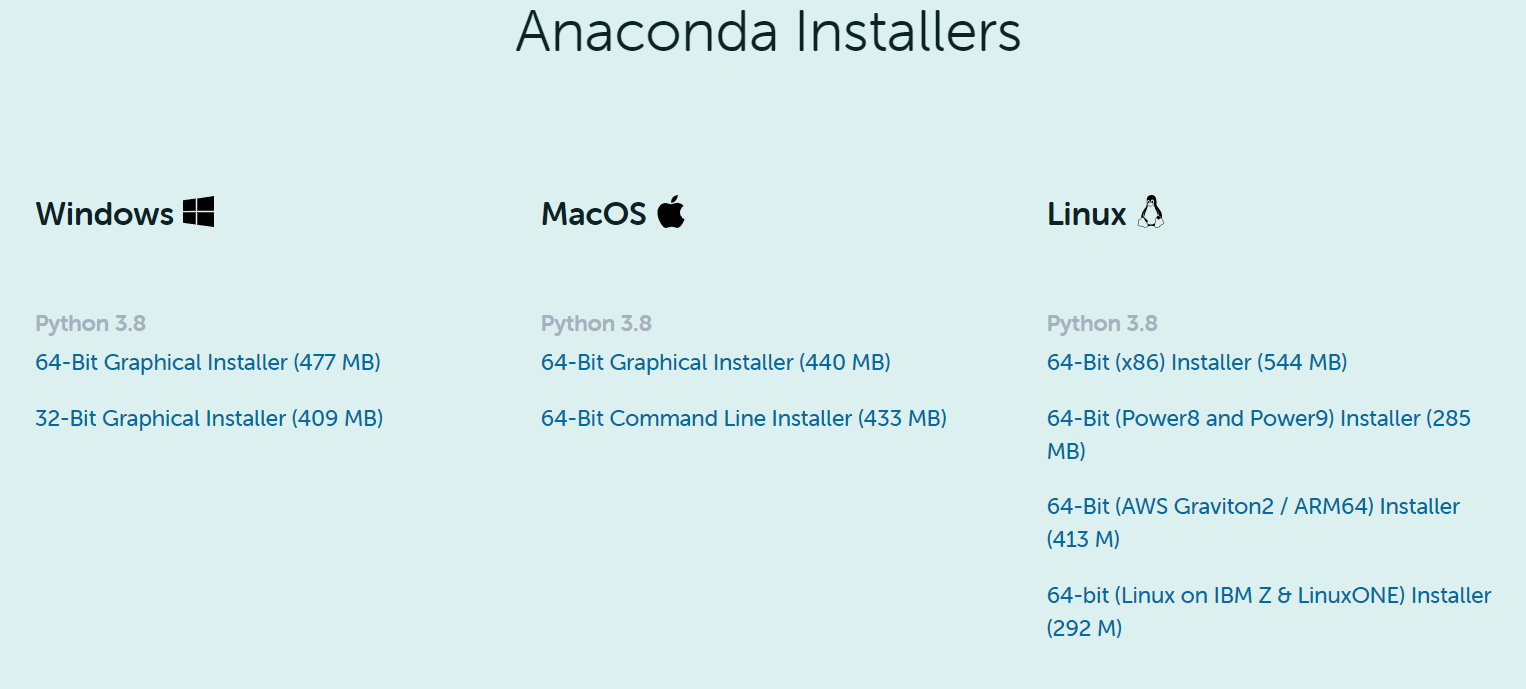 Anaconda Installers
Windows
Python 3.8
64-Bit Graphical Installer (477 MB)
32-Bit Graphical Installer (409 MB)
MacOS
Python 3.8
64-Bit Graphical Installer (440 MB)
64-Bit Command Line Installer (433 MB)
Linux
Python 3.8
64-Bit (x86) Installer (544 MB)
64-Bit (Power8 and Power9) Installer (285
MB)
64-Bit (AWS Graviton2 / ARM64) Installer
(413 M)
64-bit (Linux on IBM Z & LinuxONE) Installer
(292 M)